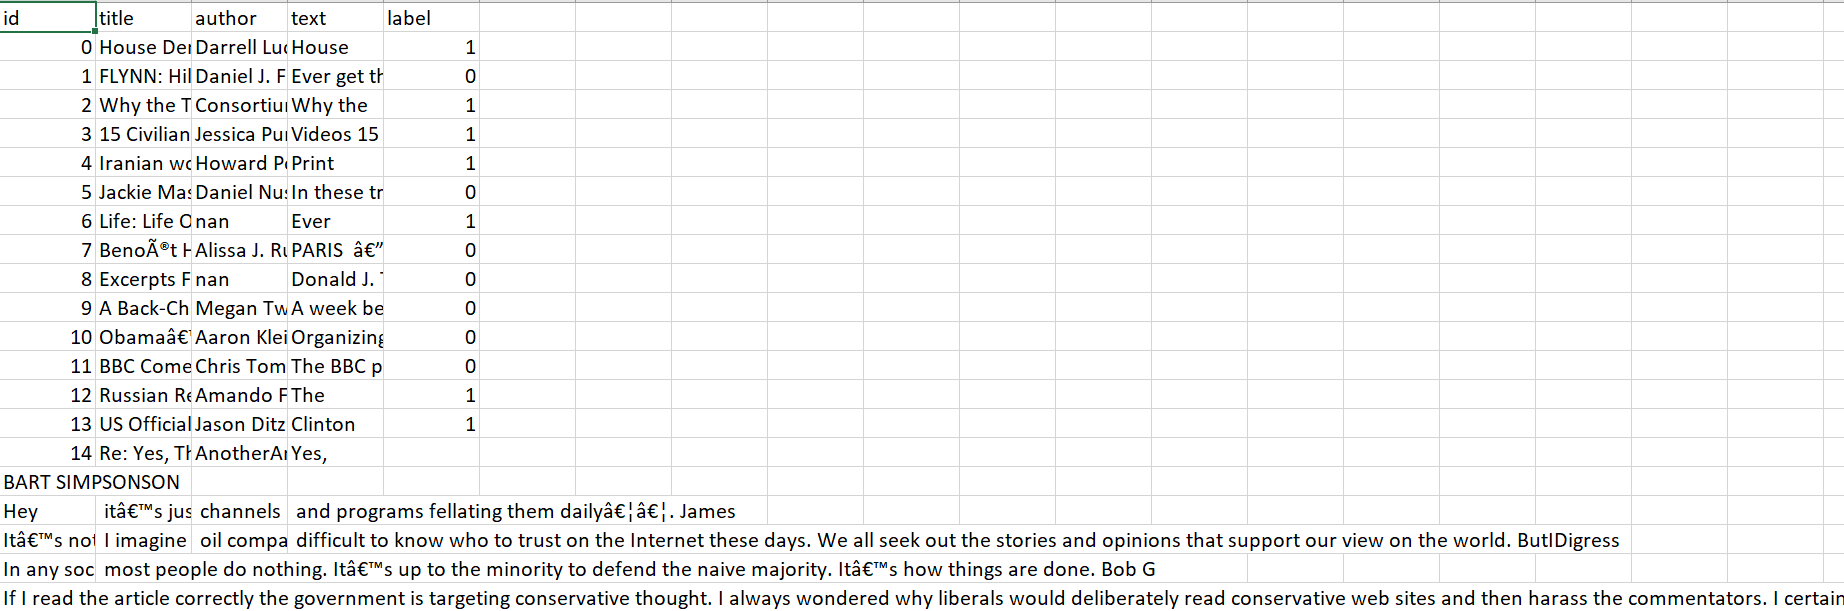 id title author text label
0 House Der Darrell Luc House 1
1 FLYNN: Hil Daniel J. F Ever get th 0
2 Why the T Consortiu Why the 1
3 15 Civilian Jessica Pur Videos 15 1
4 Iranian wo Howard Po Print 1
5 Jackie Mas Daniel Nus In these tr 0
6 Life: Life O nan Ever 1
7 BenoÃ®t H Alissa J. Ru PARIS â€” 0
8 Excerpts F nan Donald J. T 0
9 A Back-Ch Megan Tw A week be 0
10 Obamaâ€™ Aaron Klei Organizing 0
11 BBC Come Chris Tom The BBC p 0
12 Russian Re Amando F The 1
13 US Official Jason Ditz Clinton 1
14 Re: Yes, Th AnotherAn Yes,
BART SIMPSONSON
Hey itâ€™s jus channels and programs fellating them dailyâ€¦â€¦. James
Itâ€™s not I imagine oil compa difficult to know who to trust on the Internet these days. We all seek out the stories and opinions that support our view on the world. ButIDigress
In any soc most people do nothing. Itâ€™s up to the minority to defend the naive majority. Itâ€™s how things are done. Bob G
If I read the article correctly the government is targeting conservative thought. I always wondered why liberals would deliberately read conservative web sites and then harass the commentators. I certain